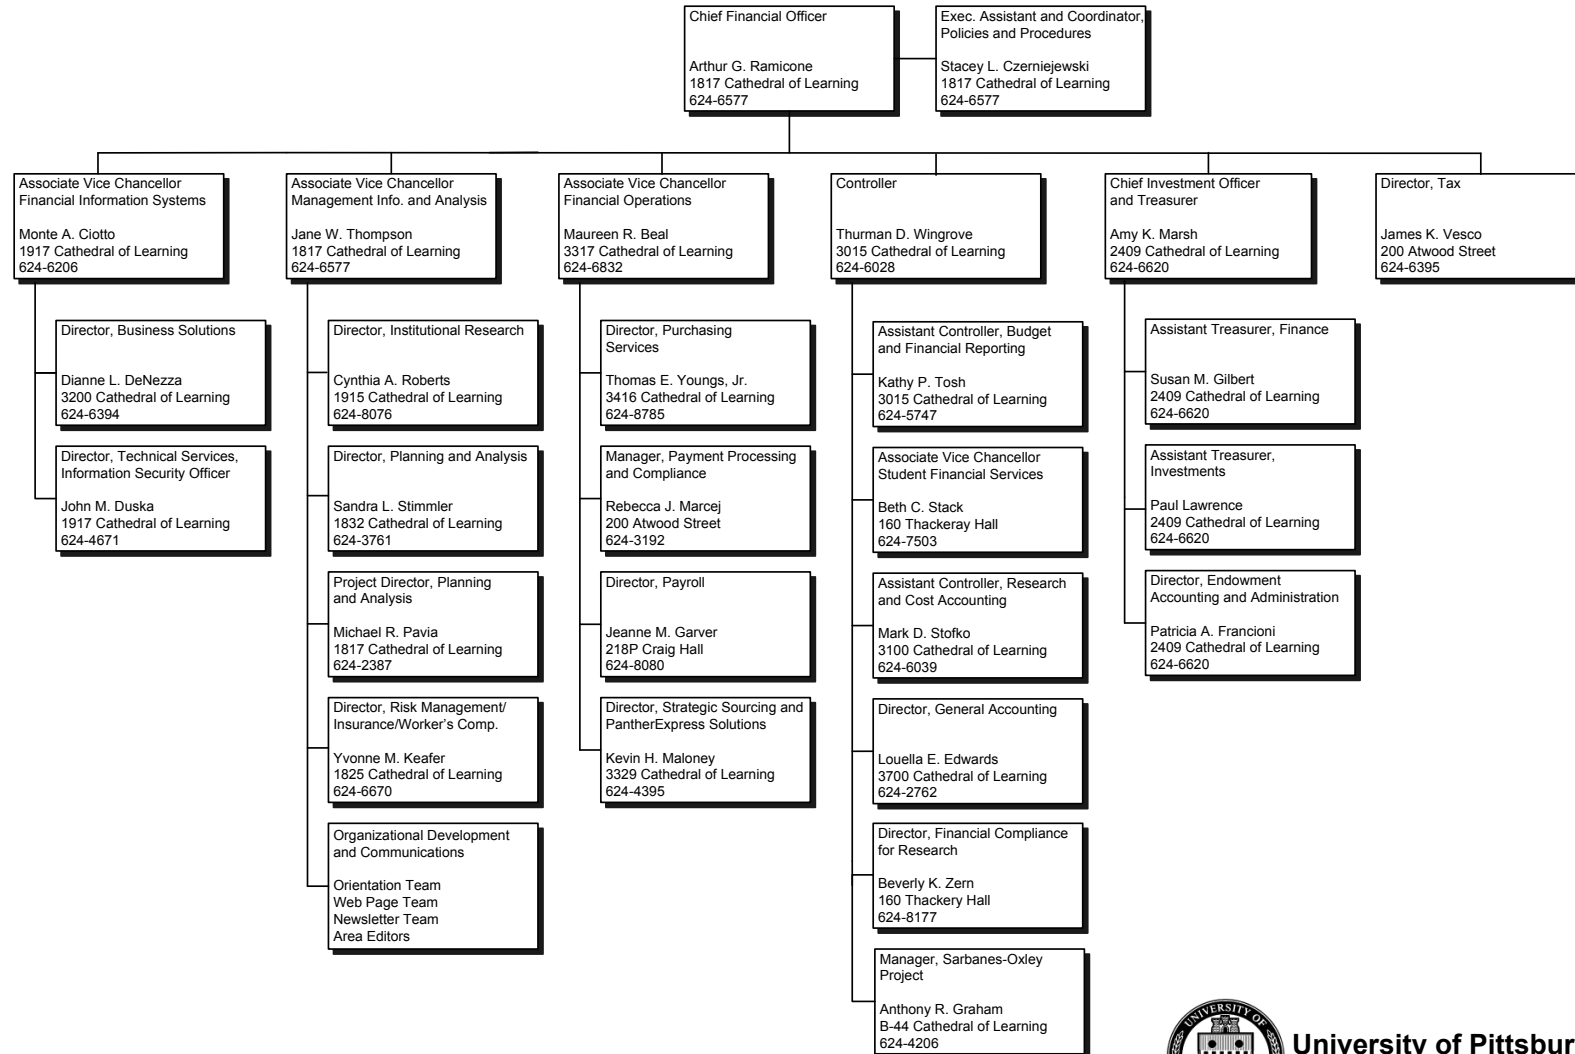 Chief Financial Officer
Arthur G. Ramicone
1817 Cathedral of Learning
624-6577
Exec. Assistant and Coordinator,
Policies and Procedures
Stacey L. Czerniejewski
1817 Cathedral of Learning
624-6577
Associate Vice Chancellor
Financial Information Systems
Monte A. Ciotto
1917 Cathedral of Learning
624-6206
Associate Vice Chancellor
Management Info. and Analysis
Jane W. Thompson
1817 Cathedral of Learning
624-6577
Associate Vice Chancellor
Financial Operations
Maureen R. Beal
3317 Cathedral of Learning
624-6832
Controller
Thurman D. Wingrove
3015 Cathedral of Learning
624-6028
Chief Investment Officer
and Treasurer
Amy K. Marsh
2409 Cathedral of Learning
624-6620
Director, Tax
James K. Vesco
200 Atwood Street
624-6395
Director, Business Solutions
Dianne L. DeNezza
3200 Cathedral of Learning
624-6394
Director, Technical Services,
Information Security Officer
John M. Duska
1917 Cathedral of Learning
624-4671
Director, Institutional Research
Cynthia A. Roberts
1915 Cathedral of Learning
624-8076
Director, Planning and Analysis
Sandra L. Stimmler
1832 Cathedral of Learning
624-3761
Project Director, Planning
and Analysis
Michael R. Pavia
1817 Cathedral of Learning
624-2387
Director, Risk Management/
Insurance/Worker’s Comp.
Yvonne M. Keafer
1825 Cathedral of Learning
624-6670
Organizational Development
and Communications
Orientation Team
Web Page Team
Newsletter Team
Area Editors
Director, Purchasing
Services
Thomas E. Youngs, Jr.
3416 Cathedral of Learning
624-8785
Manager, Payment Processing
and Compliance
Rebecca J. Marcej
200 Atwood Street
624-3192
Director, Payroll
Jeanne M. Garver
218P Craig Hall
624-8080
Director, Strategic Sourcing and
PantherExpress Solutions
Kevin H. Maloney
3329 Cathedral of Learning
624-4395
Assistant Controller, Budget
and Financial Reporting
Kathy P. Tosh
3015 Cathedral of Learning
624-5747
Associate Vice Chancellor
Student Financial Services
Beth C. Stack
160 Thackeray Hall
624-7503
Assistant Controller, Research
and Cost Accounting
Mark D. Stofko
3100 Cathedral of Learning
624-6039
Director, General Accounting
Louella E. Edwards
3700 Cathedral of Learning
624-2762
Director, Financial Compliance
for Research
Beverly K. Zern
160 Thackery Hall
624-8177
Manager, Sarbanes-Oxley
Project
Anthony R. Graham
B-44 Cathedral of Learning
624-4206
Assistant Treasurer, Finance
Susan M. Gilbert
2409 Cathedral of Learning
624-6620
Assistant Treasurer,
Investments
Paul Lawrence
2409 Cathedral of Learning
624-6620
Director, Endowment
Accounting and Administration
Patricia A. Francioni
2409 Cathedral of Learning
624-6620
UNIVERSITY OF
University of Pittsbur